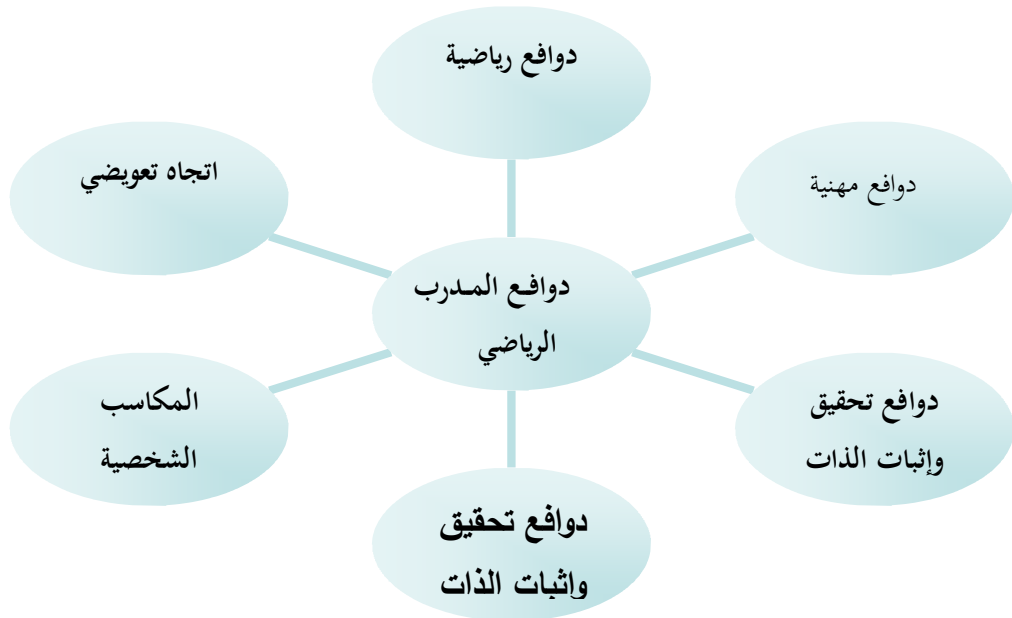 دوافع رياضية
دوافع مهنية
اتجاه تعويضي
دوافع المدرب
الرياضي
دوافع تحقيق
وإثبات الذات
المكاسب
الشخصية
دوافع تحقيق
واثبات الذات